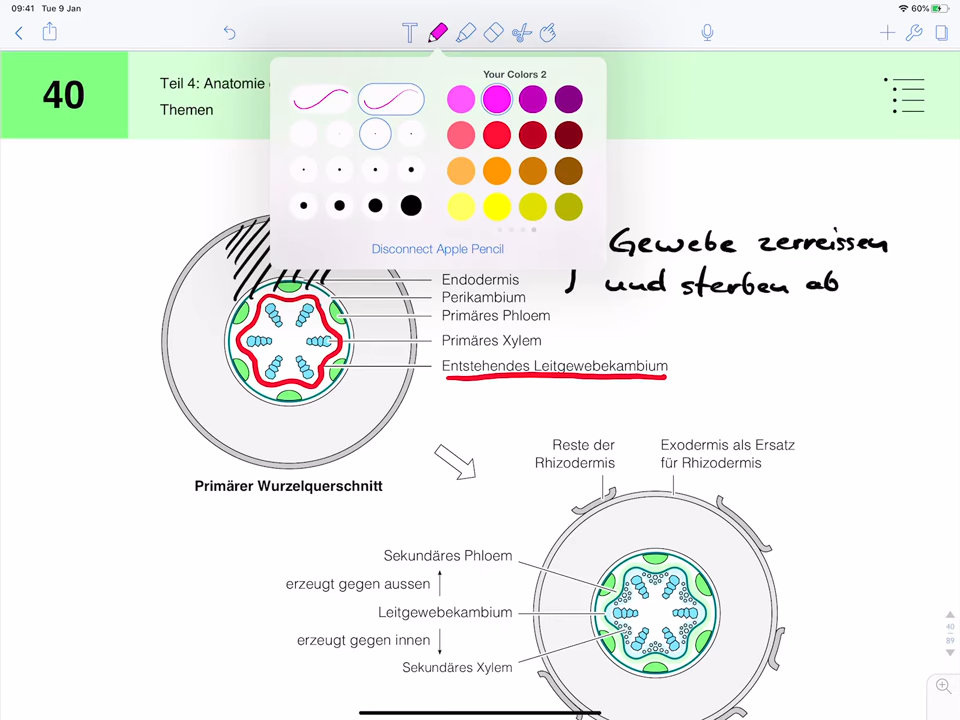 09:41 Tue 9 Jan
60%
T
40
Teil 4: Anatomie
Themen
Your Colors 2
Disconnect Apple Pencil
Gewebe zerreissen
und sterben ab
Endodermis
Perikambium
Primäres Phloem
Primäres Xylem
Entstehendes Leitgewebekambium
Primärer Wurzelquerschnitt
Reste der
Rhizodermis
Exodermis als Ersatz
für Rhizodermis
Sekundäres Phloem
erzeugt gegen aussen
Leitgewebekambium
erzeugt gegen innen
Sekundäres Xylem
40
89